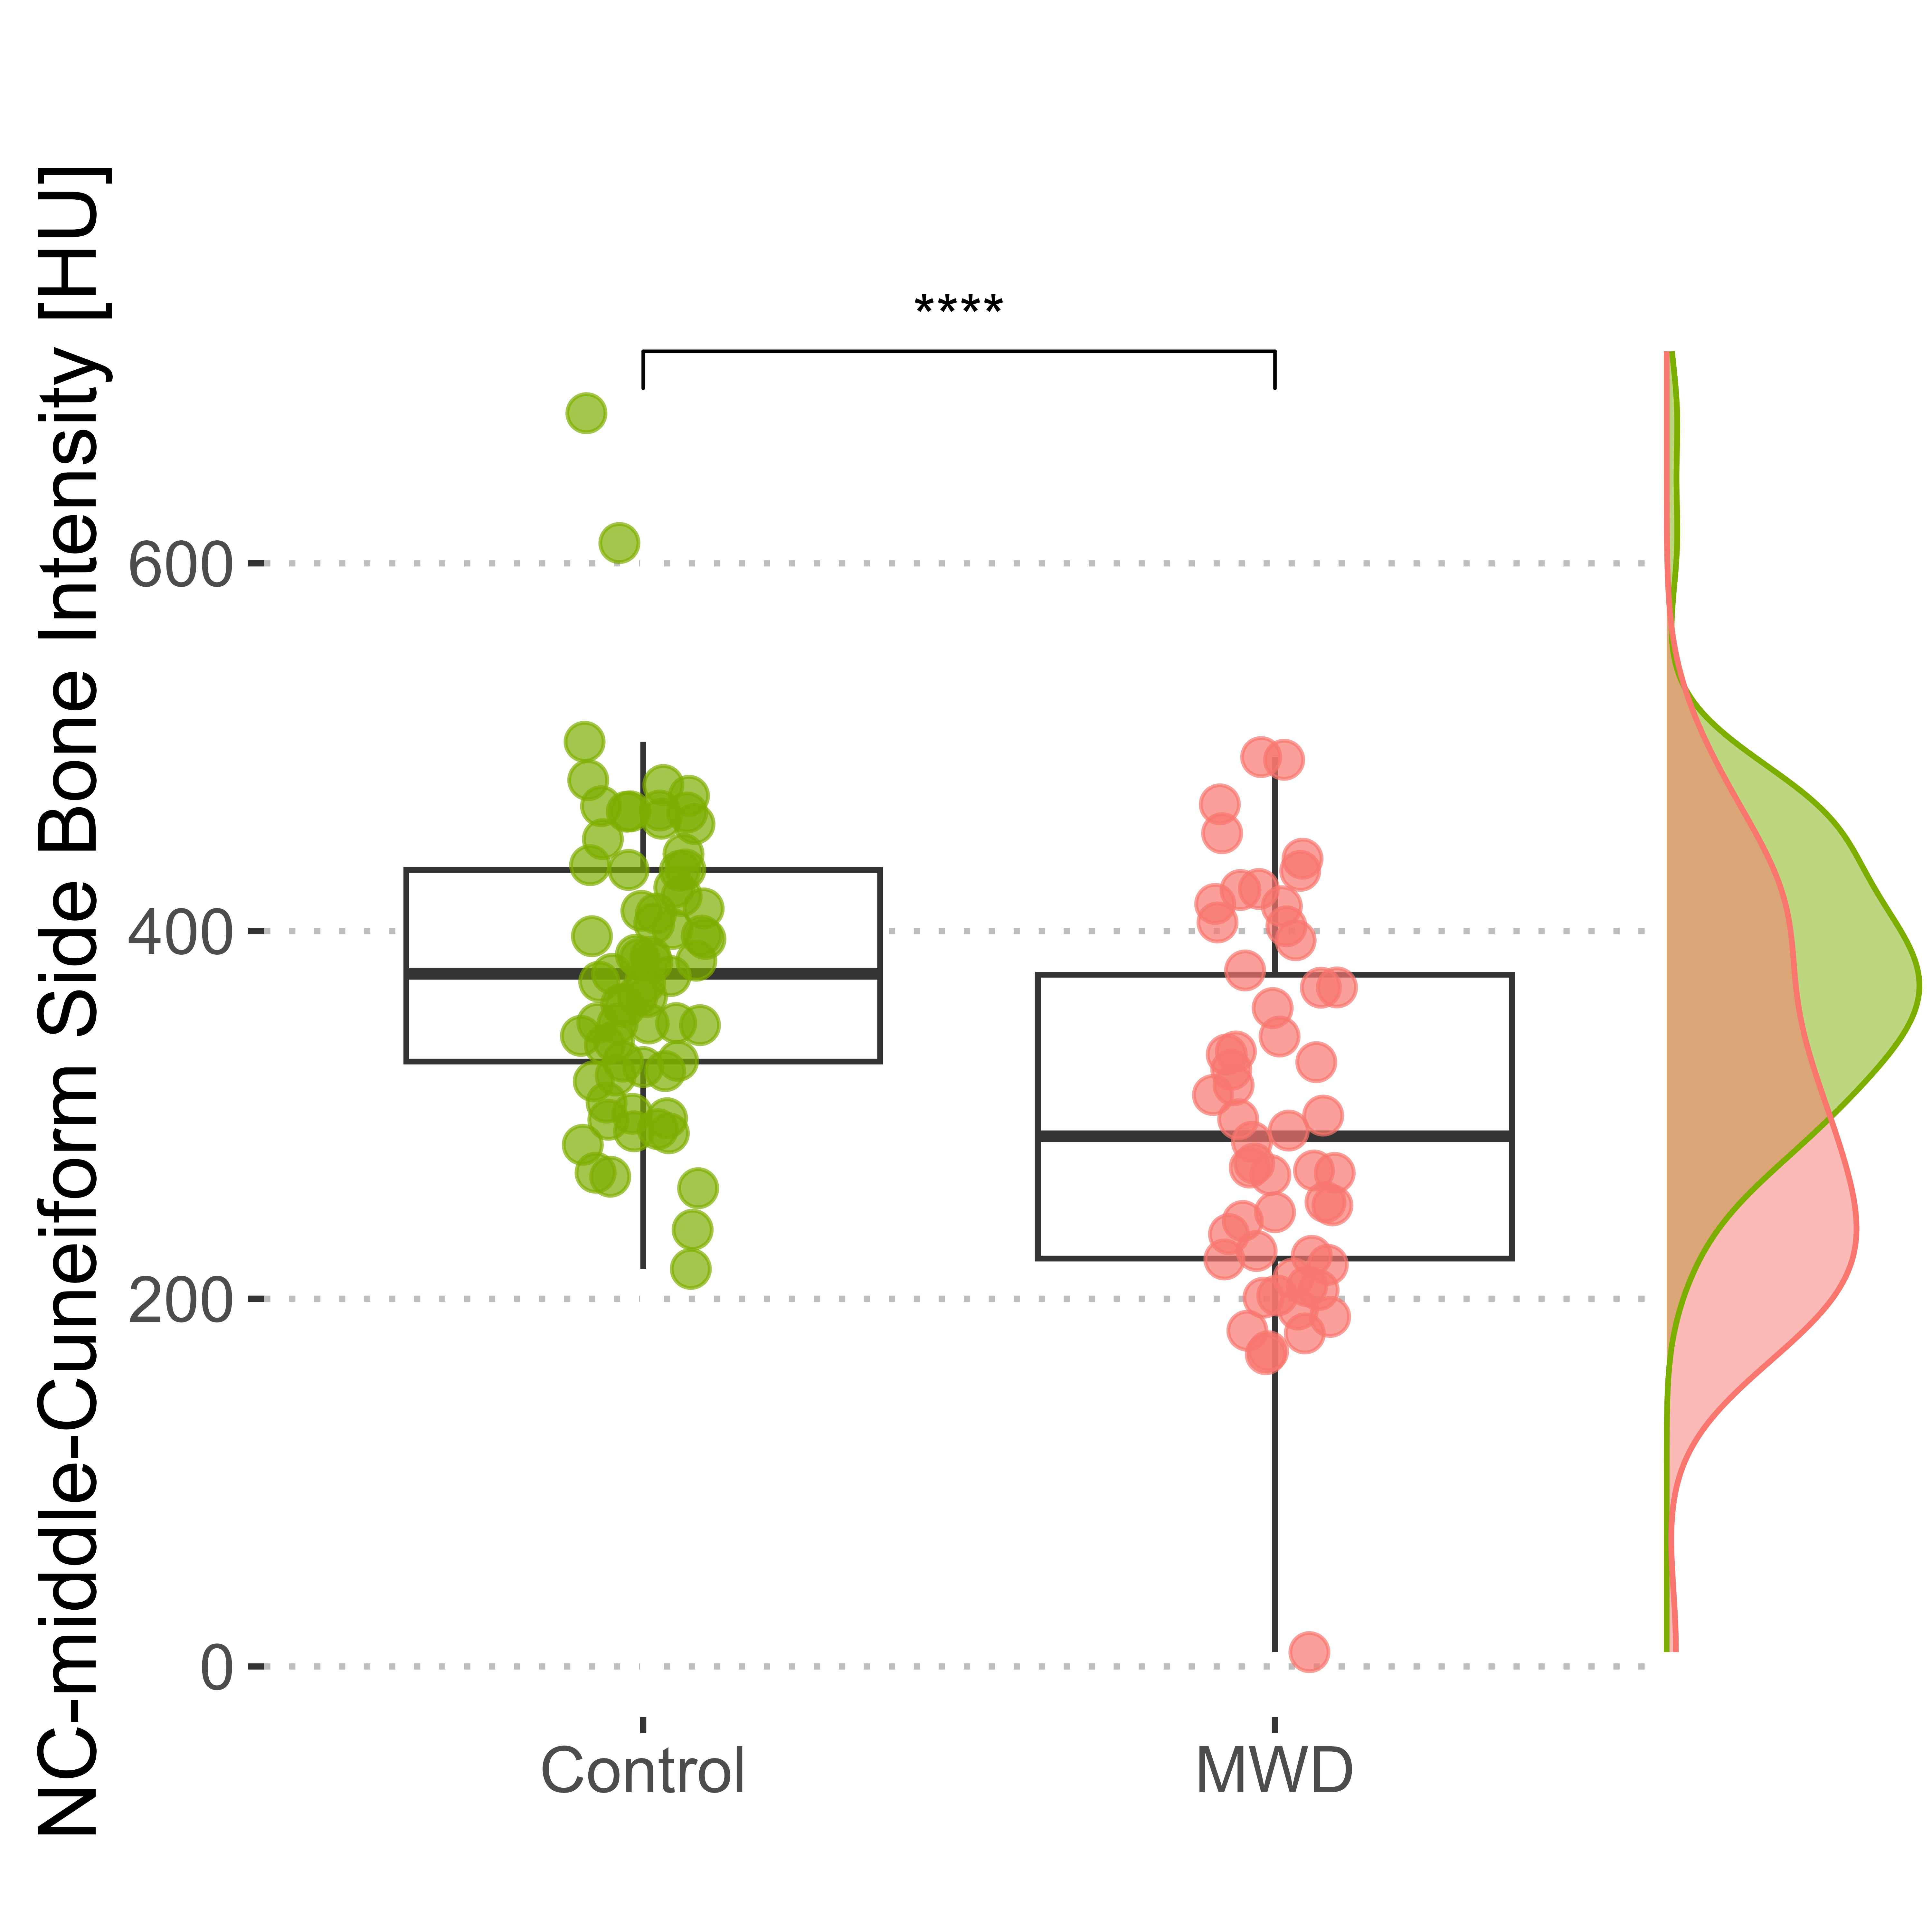 NC-middle-Cuneiform Side Bone Intensity [HU]
****
600
400
200
0
Control
MWD